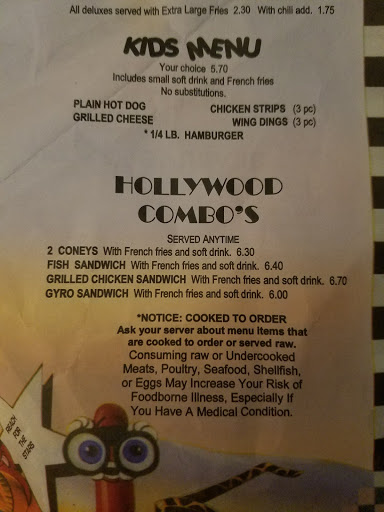 All deluxes served with Extra Large Fries 2.30 With chili add. 1.75
KIDS MENU
Your choice 5.70
Includes small soft drink and French fries
No substitutions.
PLAIN HOT DOG CHICKEN STRIPS (3 pc)
GRILLED CHEESE WING DINGS (3 pc)
* 1/4 LB. HAMBURGER
HOLLYWOOD
COMBO'S
SERVED ANYTIME
2 CONEYS With French fries and soft drink. 6.30
FISH SANDWICH With French fries and soft drink. 6.40
GRILLED CHICKEN SANDWICH With French fries and soft drink. 6.70
GYRO SANDWICH With French fries and soft drink. 6.00
*NOTICE: COOKED TO ORDER
Ask your server about menu items that
are cooked to order or served raw.
Consuming raw or Undercooked
Meats, Poultry, Seafood, Shellfish,
or Eggs May Increase Your Risk of
Foodborne Illness, Especially If
You Have A Medical Condition.
REACH
FOR THE
STARS